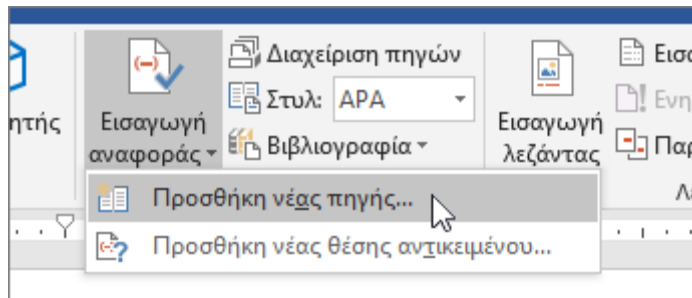 ητής
Εισαγωγή
αναφοράς
Διαχείριση πηγών
Στυλ: APA
Βιβλιογραφία
Εισαγωγή
λεζάντας
Προσθήκη νέας πηγής...
Προσθήκη νέας θέσης αντικειμένου...